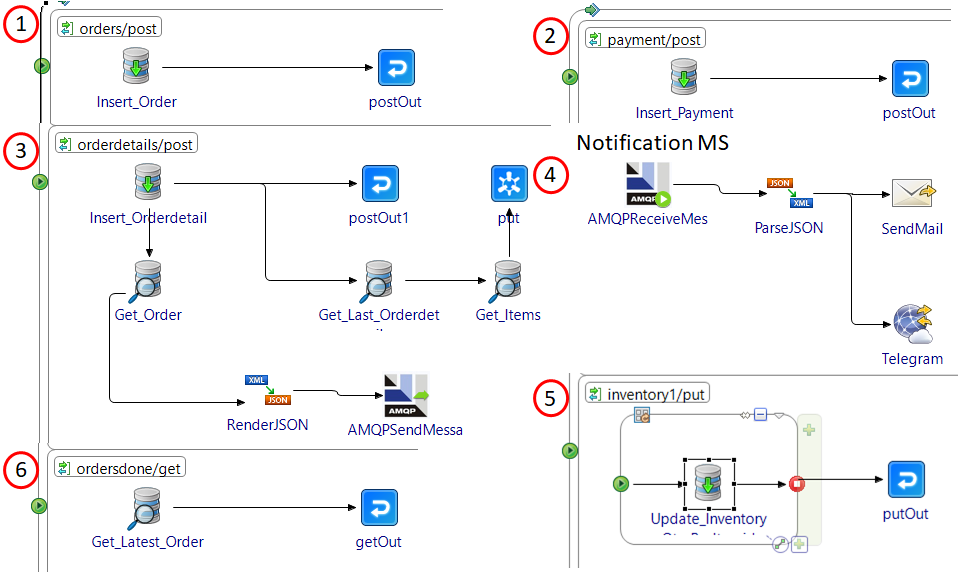 1
orders/post
Insert_Order
postOut
2
payment/post
Insert_Payment
postOut
3
orderdetails/post
Insert_Orderdetail
postOut1
put
Get_Order
Get_Last_Orderdet
Get_Items
XML
JSON
RenderJSON
AMQP
AMQPSendMessa
Notification MS
4
AMQP
AMQPReceiveMes
JSON
XML
ParseJSON
SendMail
Telegram
5
inventory1/put
Update_Inventory
putOut
6
ordersdone/get
Get_Latest_Order
getOut